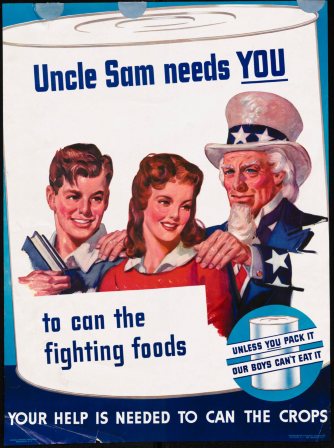 Uncle Sam needs YOU
to can the
fighting foods
UNLESS YOU PACK IT
OUR BOYS CAN'T EAT IT
YOUR HELP IS NEEDED TO CAN THE CROPS